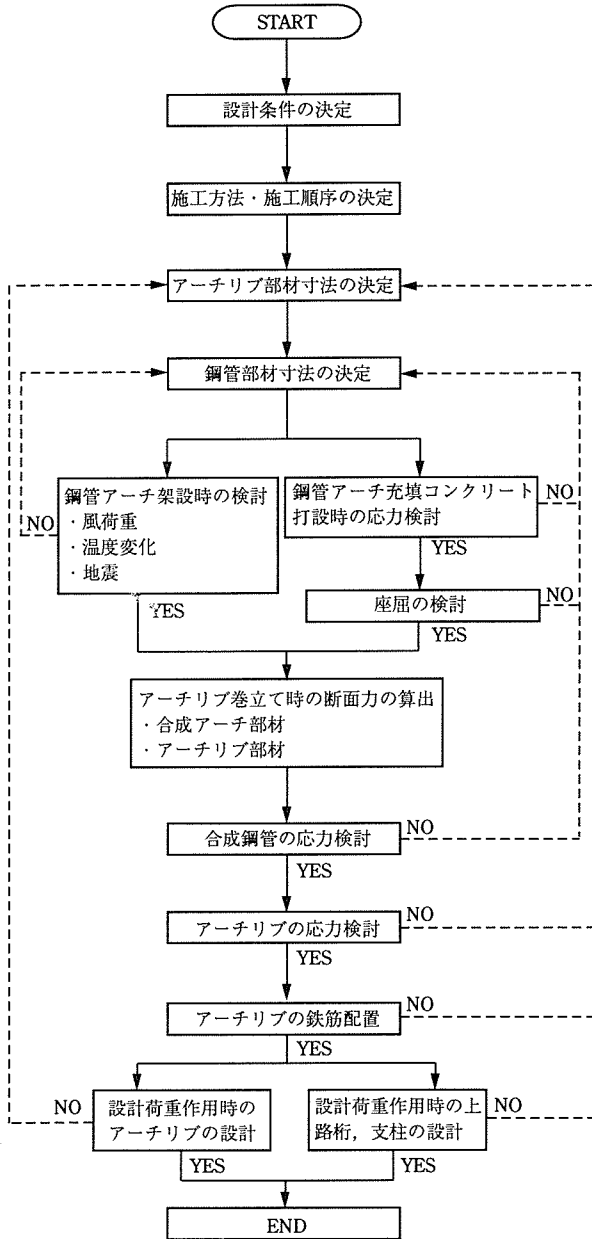 START
設計条件の決定
施工方法・施工順序の決定
アーチリブ部材寸法の決定
鋼管部材寸法の決定
鋼管アーチ架設時の検討
・風荷重
・温度変化
・地震
NO
YES
鋼管アーチ充填コンクリート
打設時の応力検討
NO
YES
座屈の検討
NO
YES
アーチリブ巻立て時の断面力の算出
・合成アーチ部材
・アーチリブ部材
合成鋼管の応力検討
NO
YES
アーチリブの応力検討
NO
YES
アーチリブの鉄筋配置
NO
YES
NO
設計荷重作用時の
アーチリブの設計
YES
設計荷重作用時の上
路桁，支柱の設計
NO
YES
END